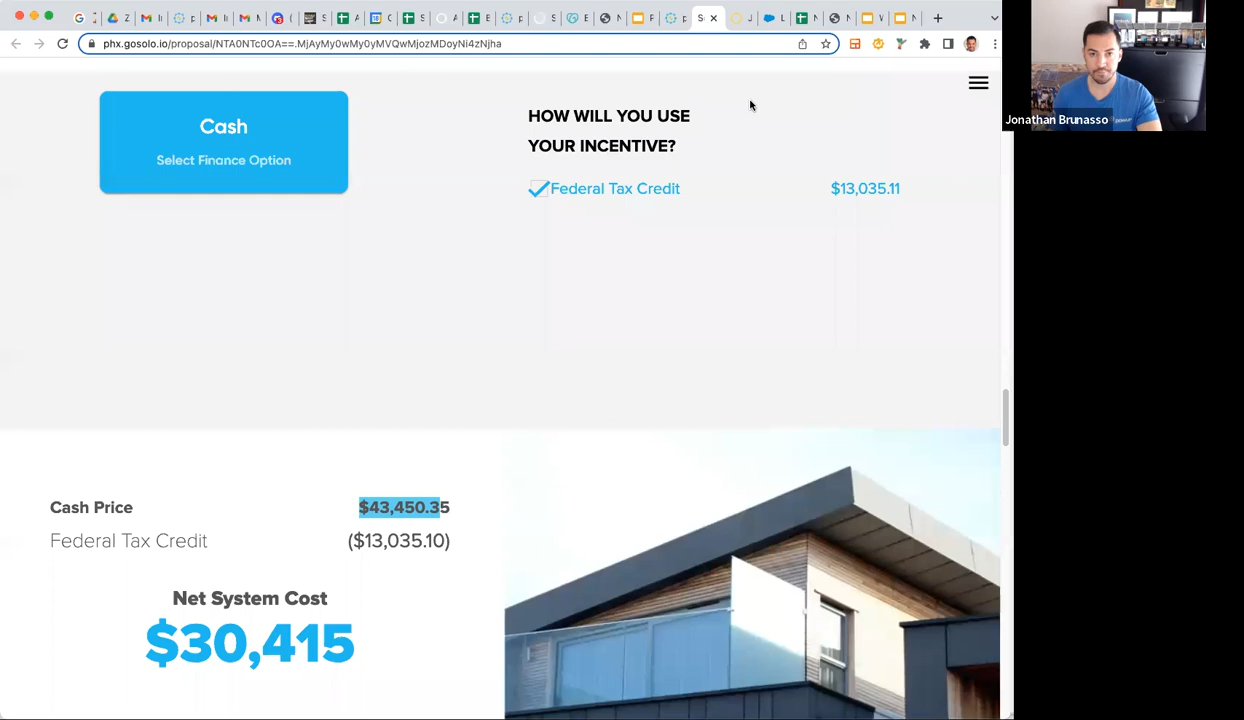 phx.gosolo.io/proposal/NTA0NTc0OA==.MjAyMy0wMy0yMVQwMjozMDoyNi4zNjha
Cash
Select Finance Option
HOW WILL YOU USE
YOUR INCENTIVE?
Federal Tax Credit $13,035.11
Cash Price $43,450.35
Federal Tax Credit ($13,035.10)
Net System Cost
$30,415
Jonathan Brunasso